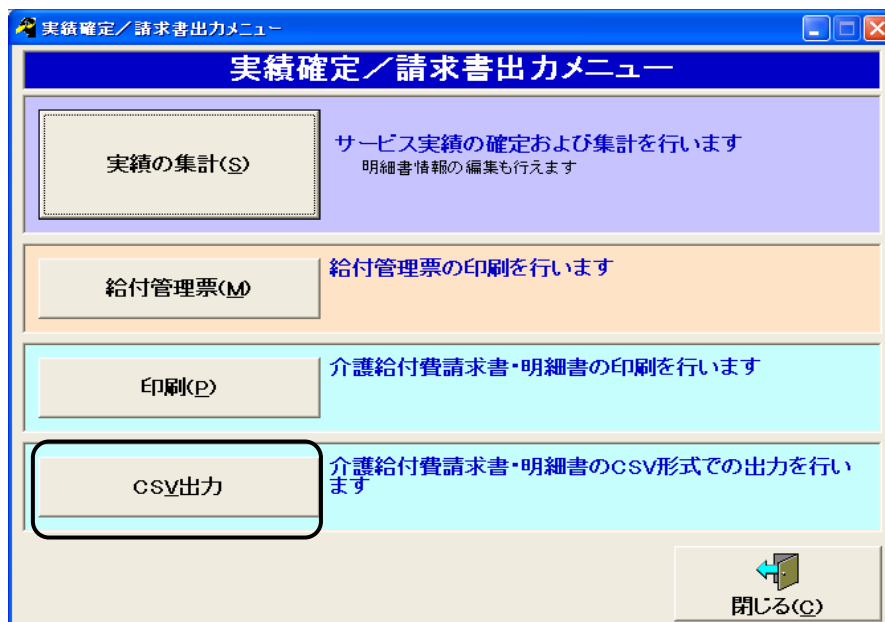 実績確定／請求書出力メニュー
実績確定／請求書出力メニュー
実績の集計(S)
サービス実績の確定および集計を行います
明細書情報の編集も行えます
給付管理票(M)
給付管理票の印刷を行います
印刷(P)
介護給付費請求書・明細書の印刷を行います
CSV出力
介護給付費請求書・明細書のCSV形式での出力を行い
ます
閉じる(C)